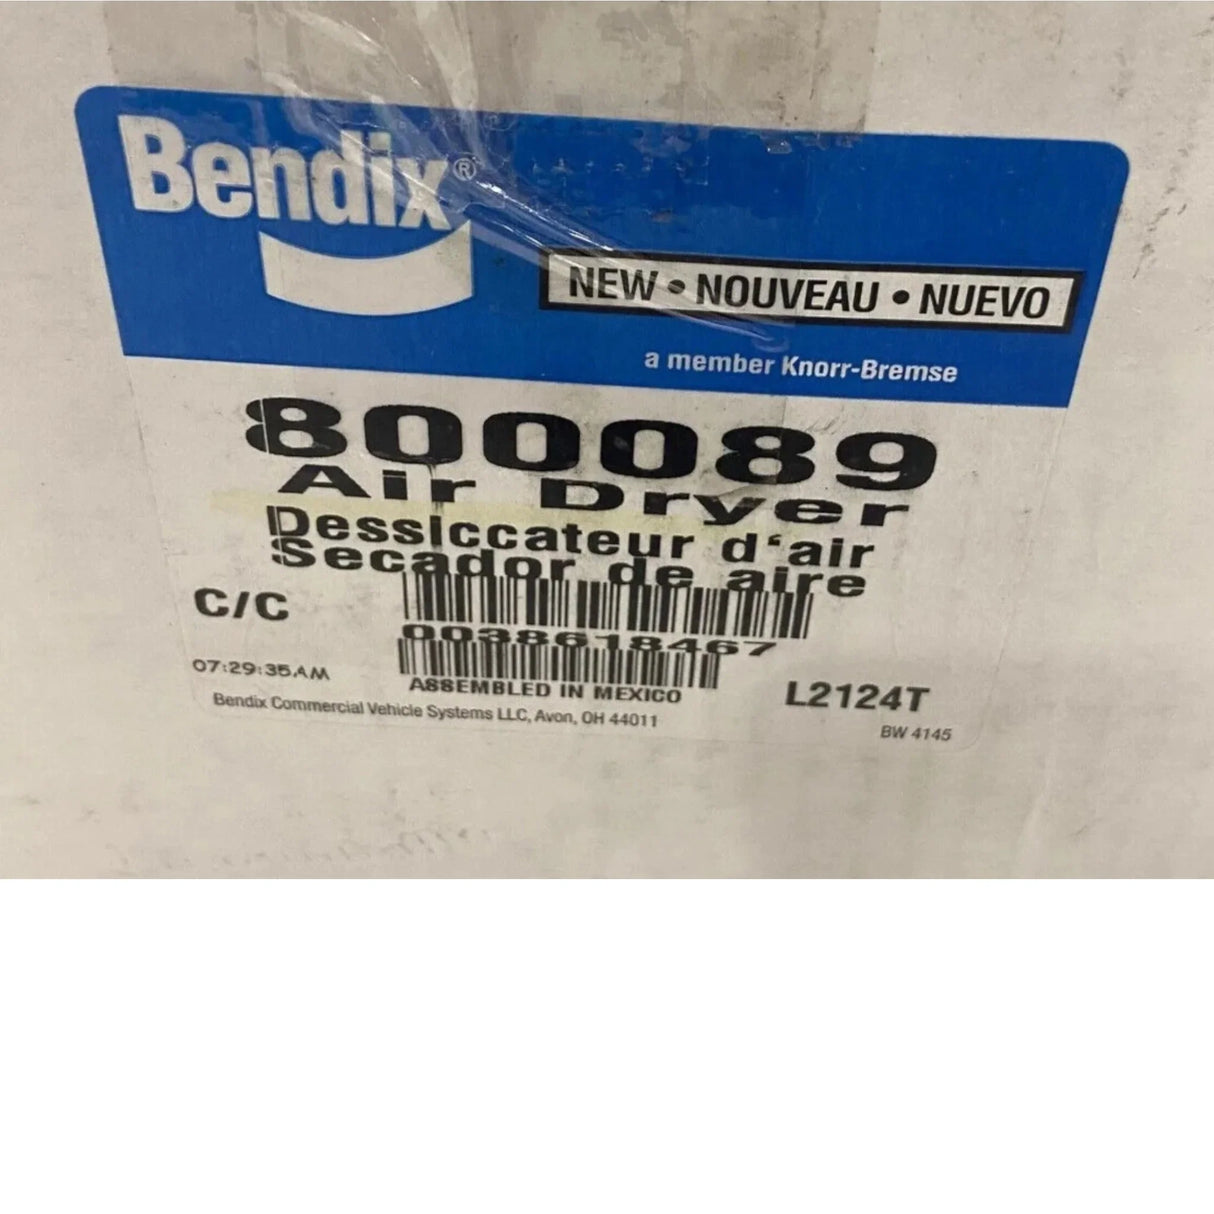 Bendix®
NEW • NOUVEAU • NUEVO
a member Knorr-Bremse
800089
Air Dryer
Dessiccateur d'air
Secador de aire
C/C
0038618467
07:29:35AM
ASSEMBLED IN MEXICO
L2124T
Bendix Commercial Vehicle Systems LLC, Avon, OH 44011
BW 4145